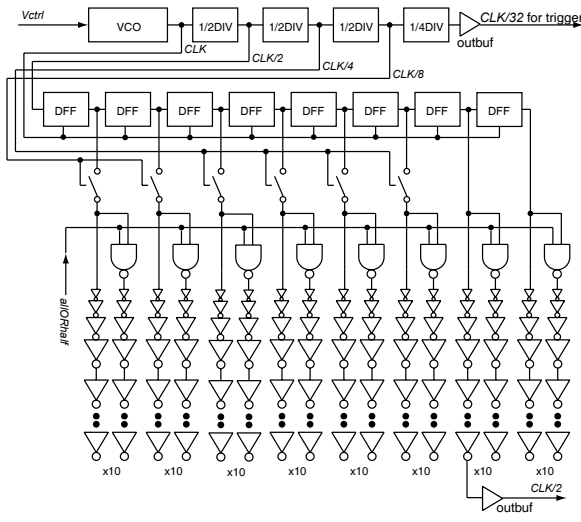 Vctrl
VCO
1/2DIV
1/2DIV
1/2DIV
1/4DIV
CLK/32 for trigger
outbuf
CLK
CLK/2
CLK/4
CLK/8
DFF
DFF
DFF
DFF
DFF
DFF
DFF
DFF
all/ORhalf
x10
x10
x10
x10
x10
x10
x10
x10
CLK/2
outbuf